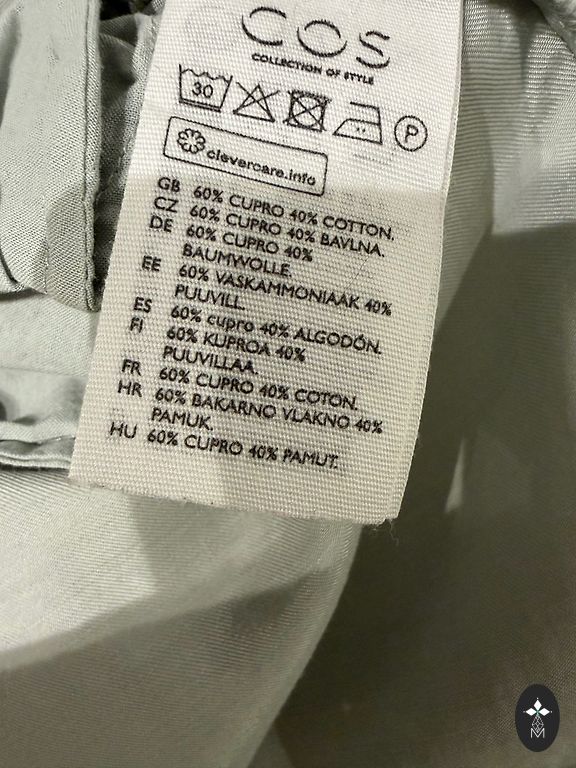 COS
COLLECTION OF STYLE
30 P
clevercare.info
GB 60% CUPRO 40% COTTON.
CZ 60% CUPRO 40% BAVLNA.
DE 60% CUPRO 40%
BAUMWOLLE.
EE 60% VASKAMMONIAAK 40%
PUUVILL.
ES 60% cupro 40% ALGODÓN.
FI 60% KUPROA 40%
PUUVILLAA.
FR 60% CUPRO 40% COTON.
HR 60% BAKARNO VLAKNO 40%
PAMUK.
HU 60% CUPRO 40% PAMUT.
M